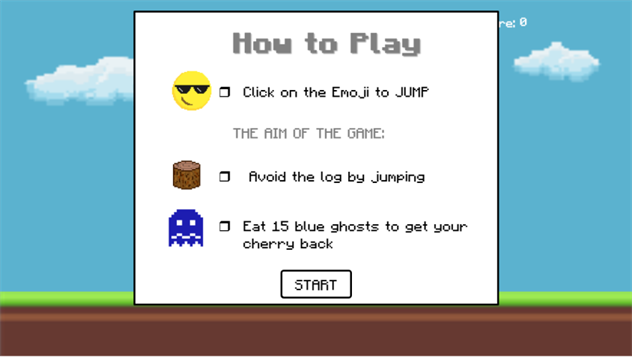 How to Play
re: 0
Click on the Emoji to JUMP
THE AIM OF THE GAME:
Avoid the log by jumping
Eat 15 blue ghosts to get your
cherry back
START